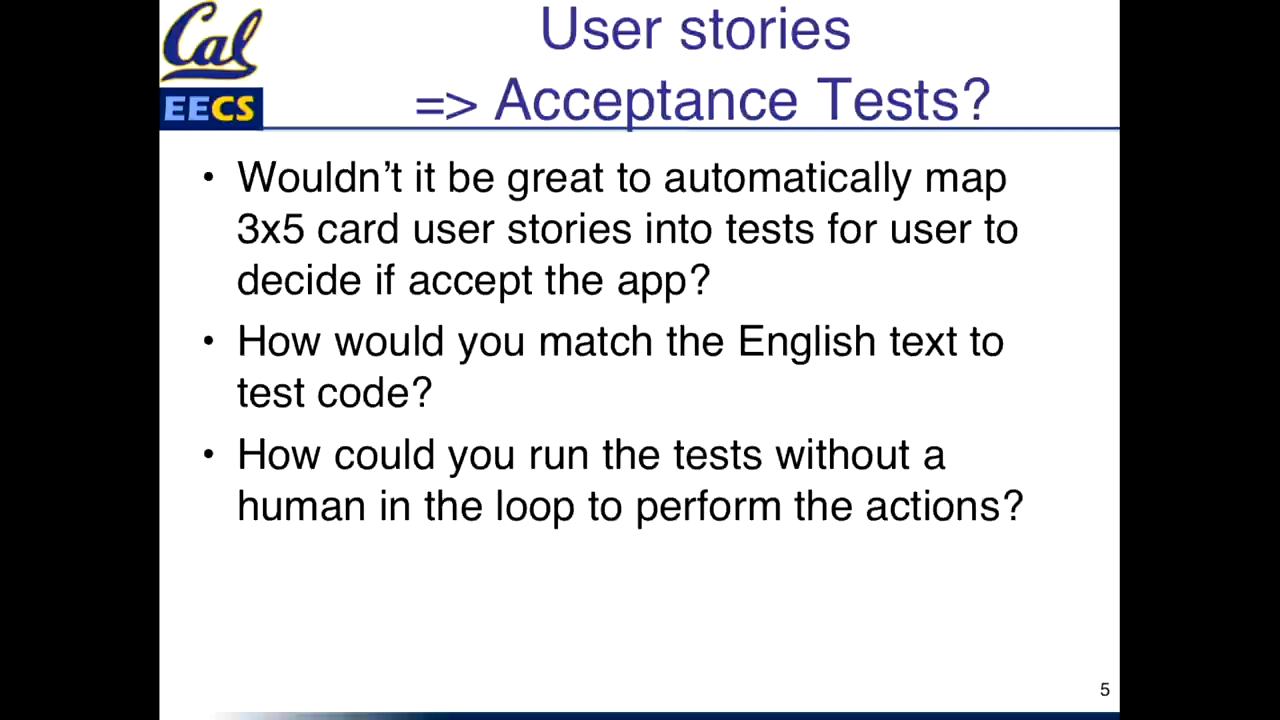 Cal
EECS
User stories
=> Acceptance Tests?
• Wouldn't it be great to automatically map
3x5 card user stories into tests for user to
decide if accept the app?
• How would you match the English text to
test code?
• How could you run the tests without a
human in the loop to perform the actions?
5